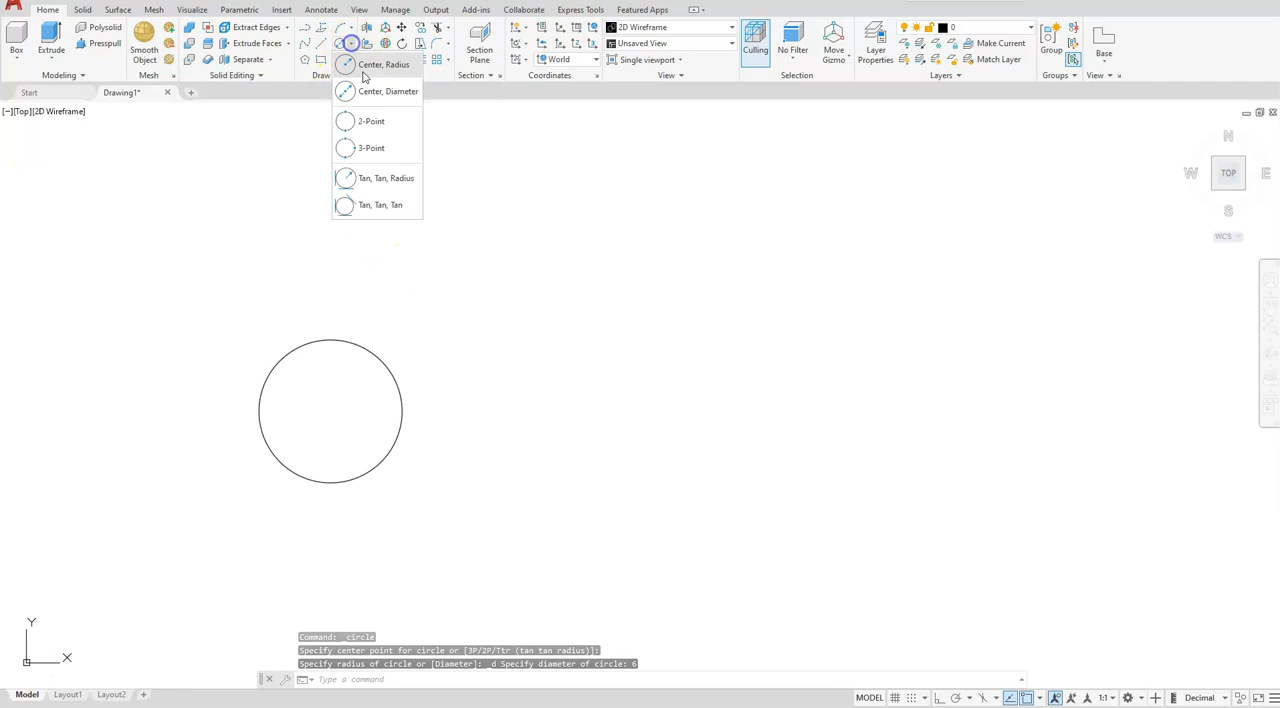 Home Solid Surface Mesh Visualize Parametric Insert Annotate View Manage Output Add-ins Collaborate Express Tools Featured Apps
Box
Extrude
Polysolid
Presspull
Modeling
Smooth
Object
Mesh
Extract Edges
Extrude Faces
Separate
Solid Editing
Draw
Section
Plane
Section
World
Coordinates
2D Wireframe
Unsaved View
Single viewport
View
Culling
No Filter
Move
Gizmo
Selection
Layer
Properties
0
Make Current
Match Layer
Layers
Group
Groups
Base
Center, Radius
Center, Diameter
2-Point
3-Point
Tan, Tan, Radius
Tan, Tan, Tan
Start Drawing1*
[−][Top][2D Wireframe]
N
W TOP E
S
WCS
Y
X
Command: _circle
Specify center point for circle or [3P/2P/Ttr (tan tan radius)]:
Specify radius of circle or [Diameter]: _d Specify diameter of circle: 6
Type a command
Model Layout1 Layout2
MODEL 1:1 Decimal